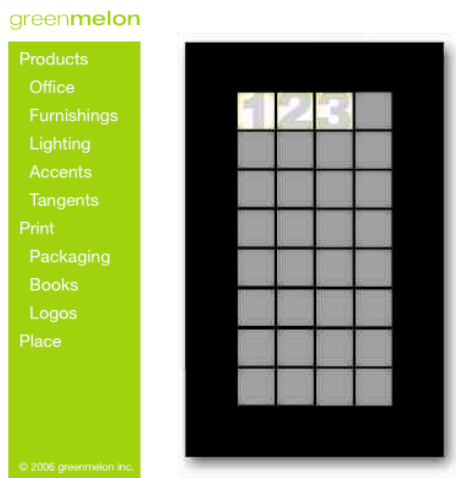 greenmelon
Products
Office
Furnishings
Lighting
Accents
Tangents
Print
Packaging
Books
Logos
Place
© 2006 greenmelon inc.
1 2 3